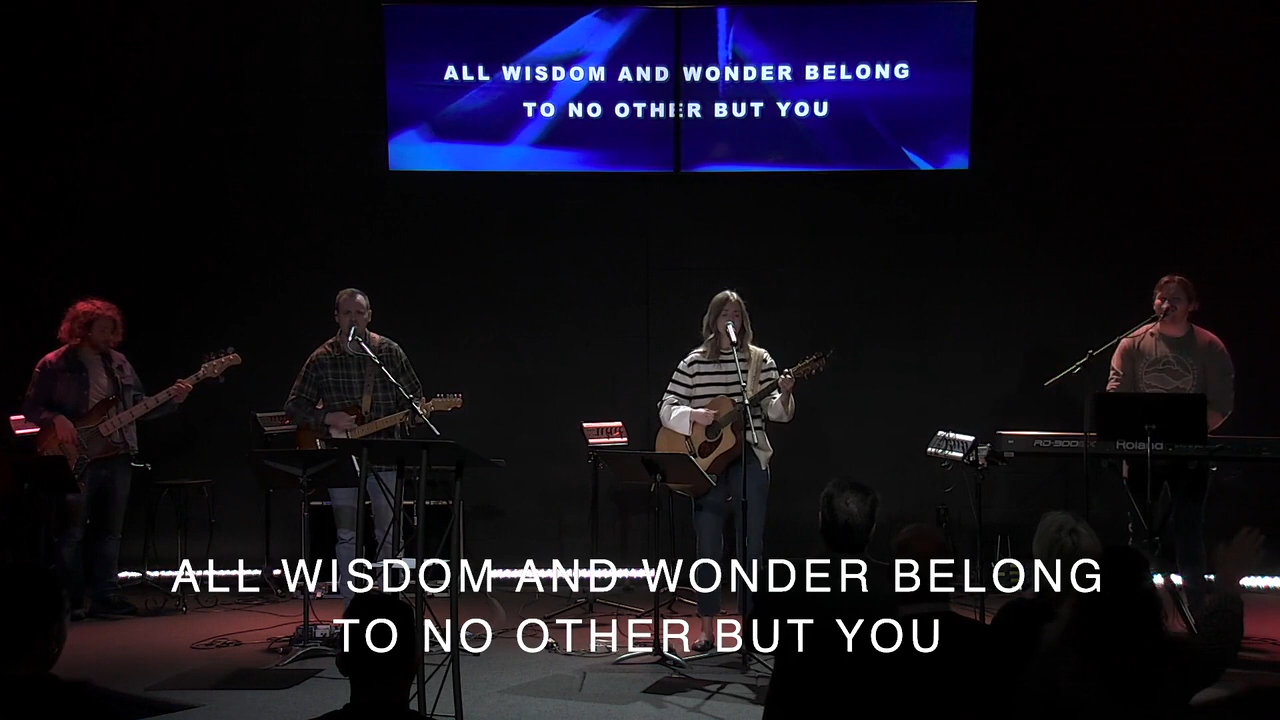 ALL WISDOM AND WONDER BELONG
TO NO OTHER BUT YOU
Roland
ALL WISDOM AND WONDER BELONG
TO NO OTHER BUT YOU